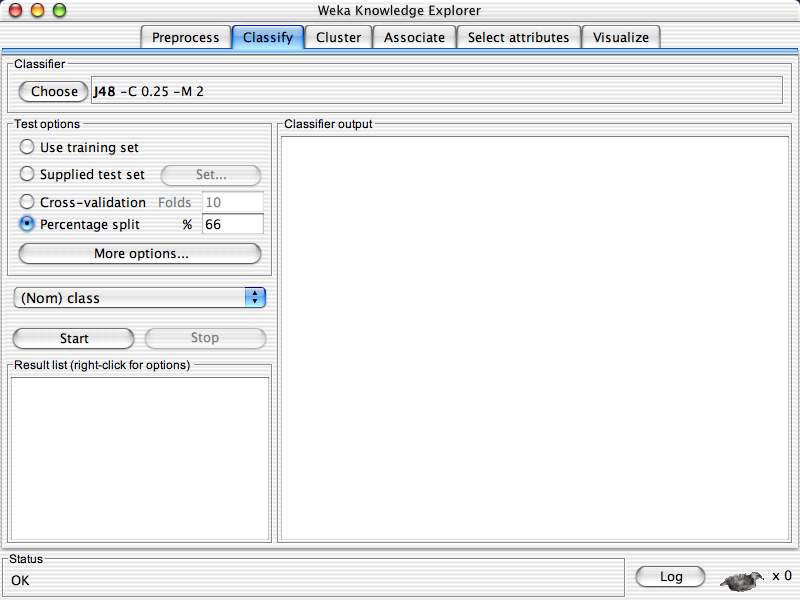 Weka Knowledge Explorer
Preprocess Classify Cluster Associate Select attributes Visualize
Classifier
Choose J48 -C 0.25 -M 2
Test options
Use training set
Supplied test set Set...
Cross-validation Folds 10
Percentage split % 66
More options...
(Nom) class
Start Stop
Result list (right-click for options)
Classifier output
Status
OK
Log x 0